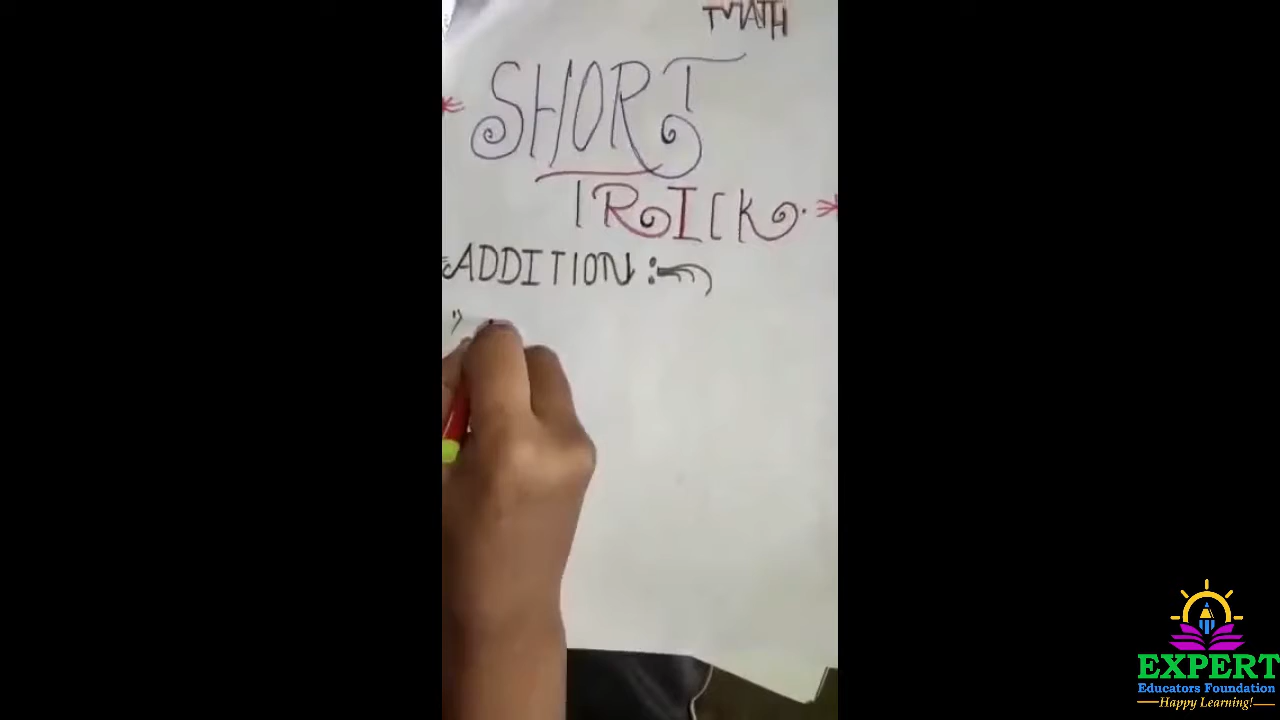 MATH
SHORT
TRICK.
ADDITION:
EXPERT
Educators Foundation
Happy Learning!